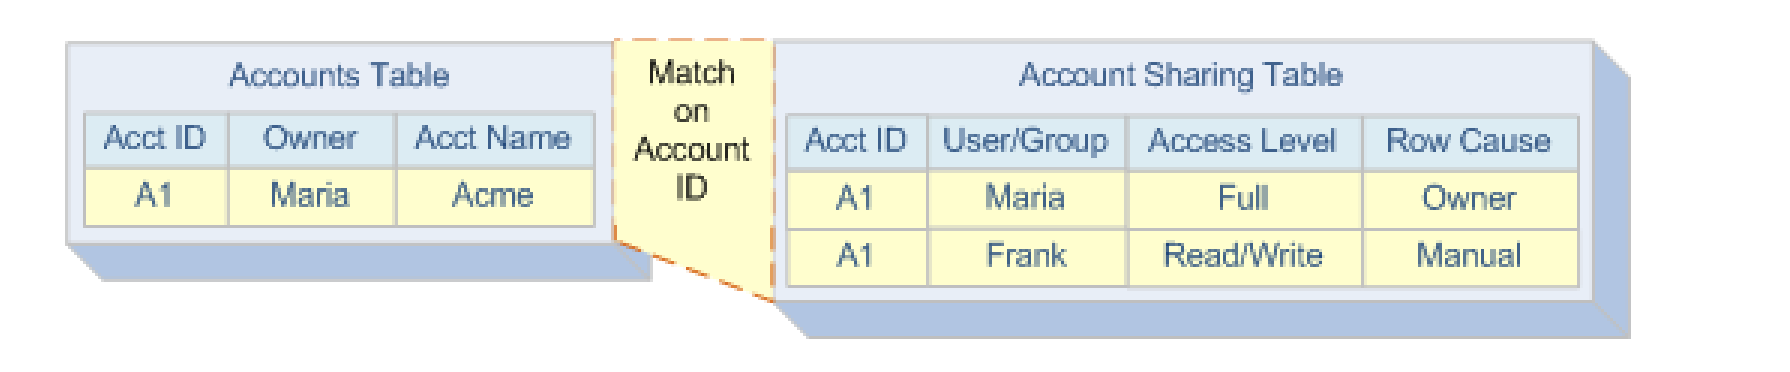 Accounts Table
Acct ID Owner Acct Name
A1 Maria Acme
Match
on
Account
ID
Account Sharing Table
Acct ID User/Group Access Level Row Cause
A1 Maria Full Owner
A1 Frank Read/Write Manual